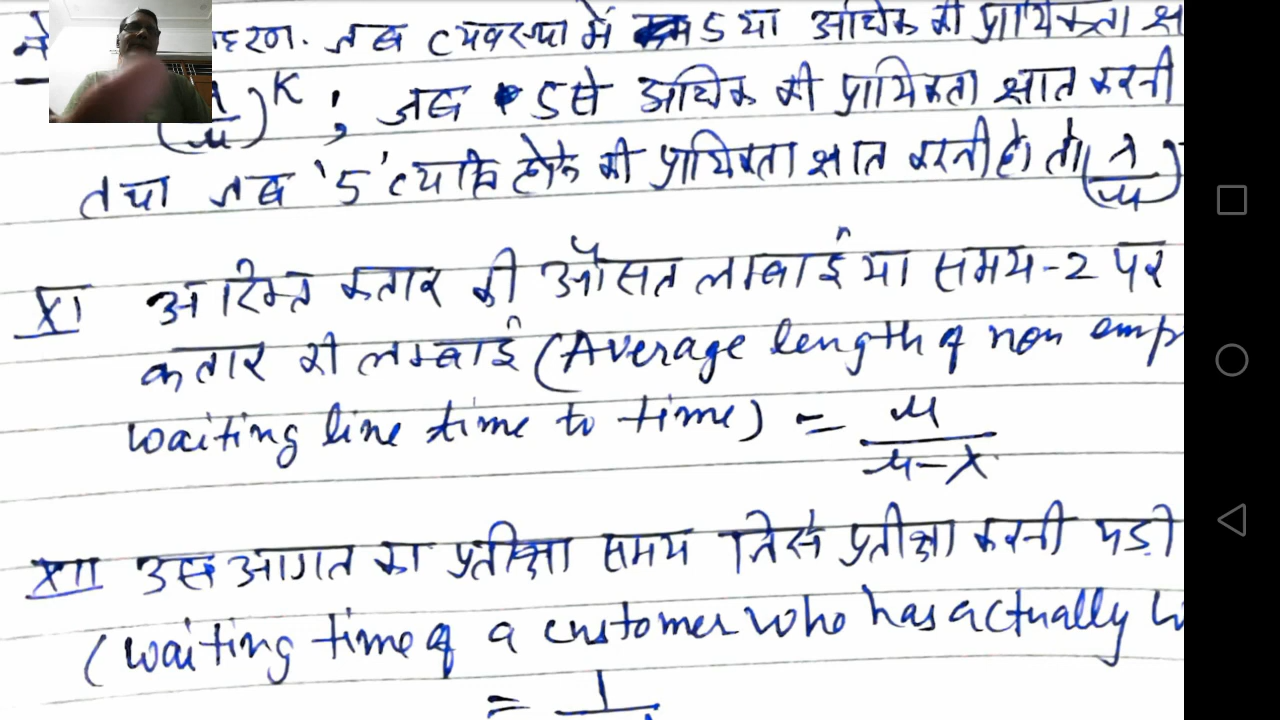 ने हरण. जब व्यवस्था में 5 या अधिक की प्रायिकता ज्ञा
(λ/μ)^K ; जब 5 से अधिक की प्रायिकता ज्ञात करनी
तथा जब '5' व्यक्ति होने की प्रायिकता ज्ञात करनी हो तो (λ/μ)
XI अरिक्त कतार की औसत लम्बाई या समय-2 पर
कतार की लम्बाई (Average length of non emp
waiting line time to time) = μ/(μ-λ)
XII उस आगत का प्रतीक्षा समय जिसे प्रतीक्षा करनी पड़ी
(waiting time of a customer who has actually w
= 1